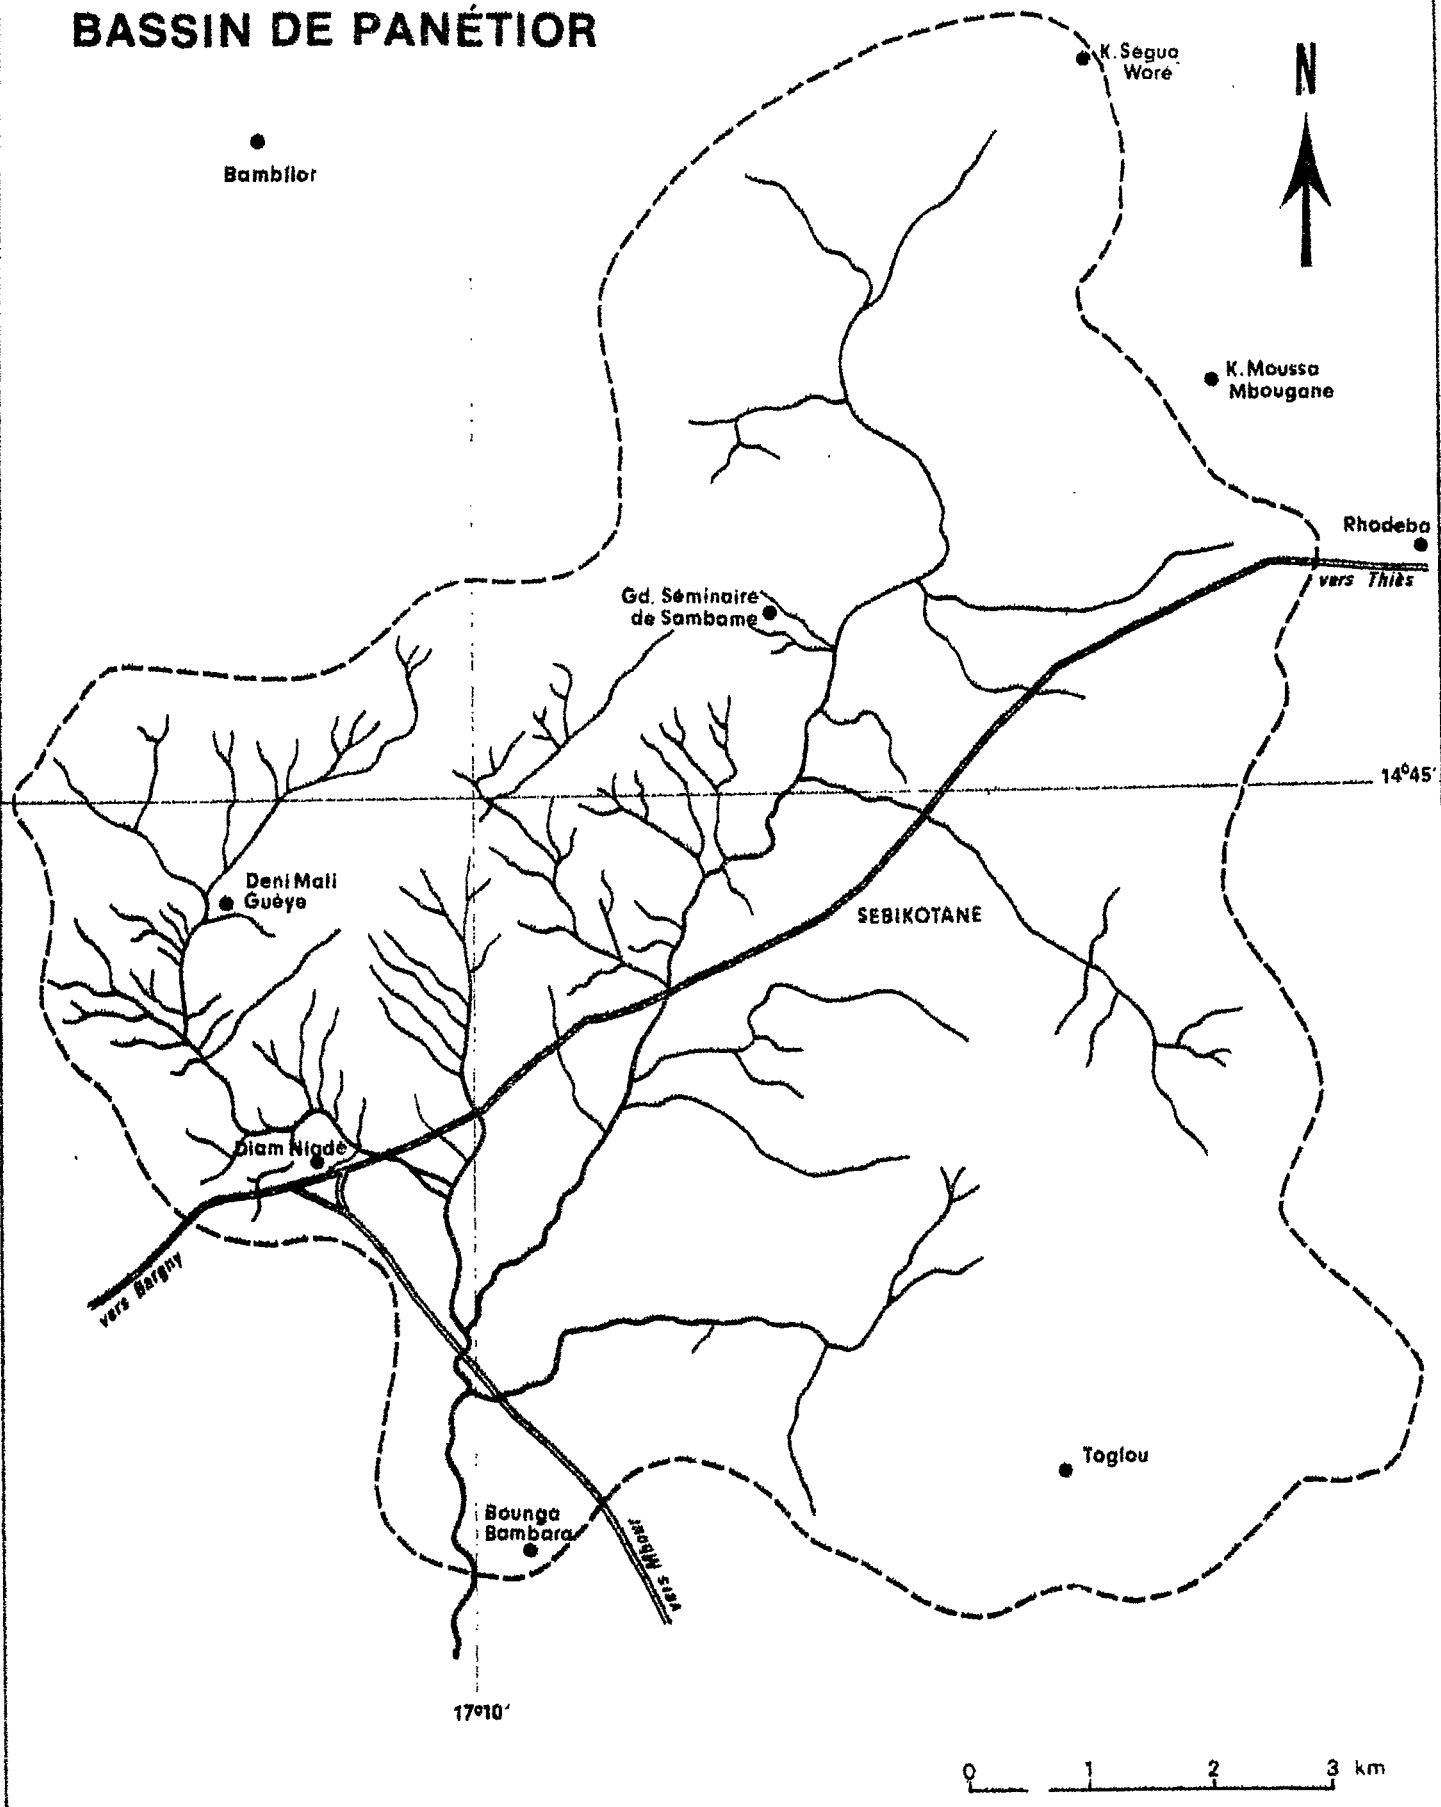 BASSIN DE PANÉTIOR
K. Ségua
Waré
N
Bambilor
K. Moussa
Mbougane
Rhodeba
vers Thiès
Gd. Séminaire
de Sambame
14°45'
Deni Mali
Guèye
SEBIKOTANE
Diam Niadé
vers Bargny
Toglou
Bounga
Bambara
vers Mbour
17°10'
0 1 2 3 km